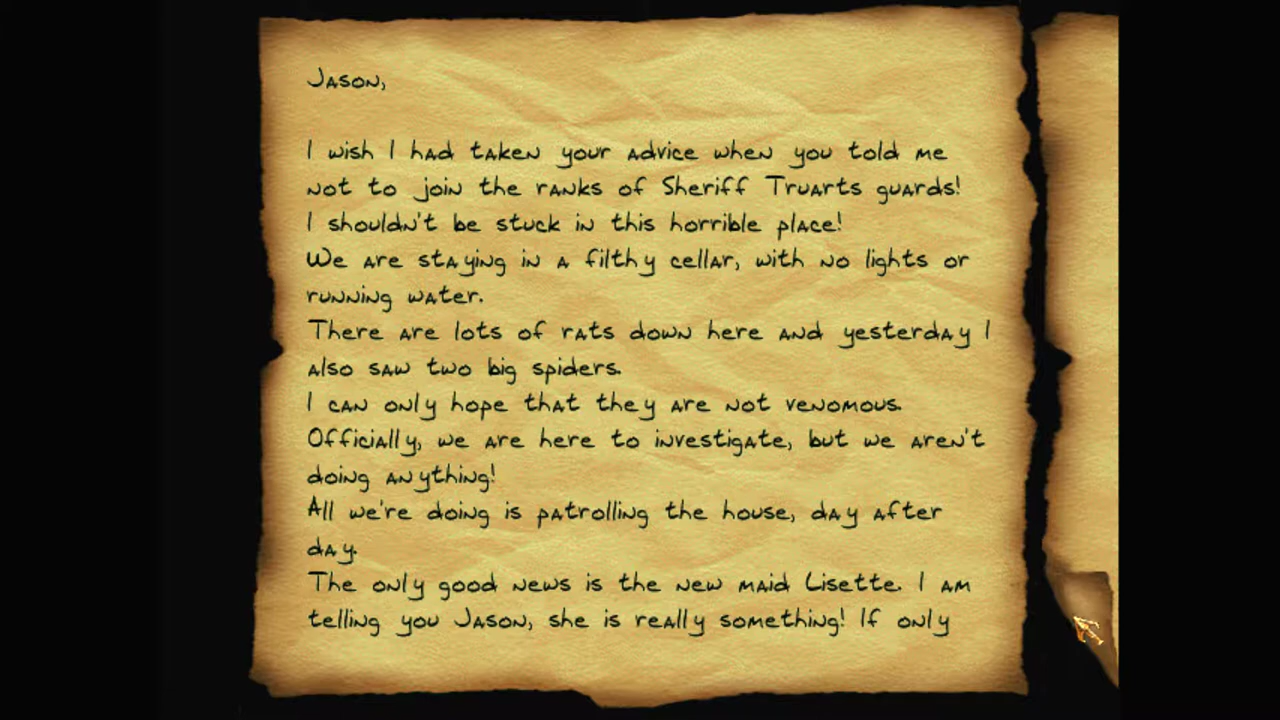 Jason,
I wish I had taken your advice when you told me
not to join the ranks of Sheriff Truarts guards!
I shouldn't be stuck in this horrible place!
We are staying in a filthy cellar, with no lights or
running water.
There are lots of rats down here and yesterday I
also saw two big spiders.
I can only hope that they are not venomous.
Officially, we are here to investigate, but we aren't
doing anything!
All we're doing is patrolling the house, day after
day.
The only good news is the new maid Lisette. I am
telling you Jason, she is really something! If only